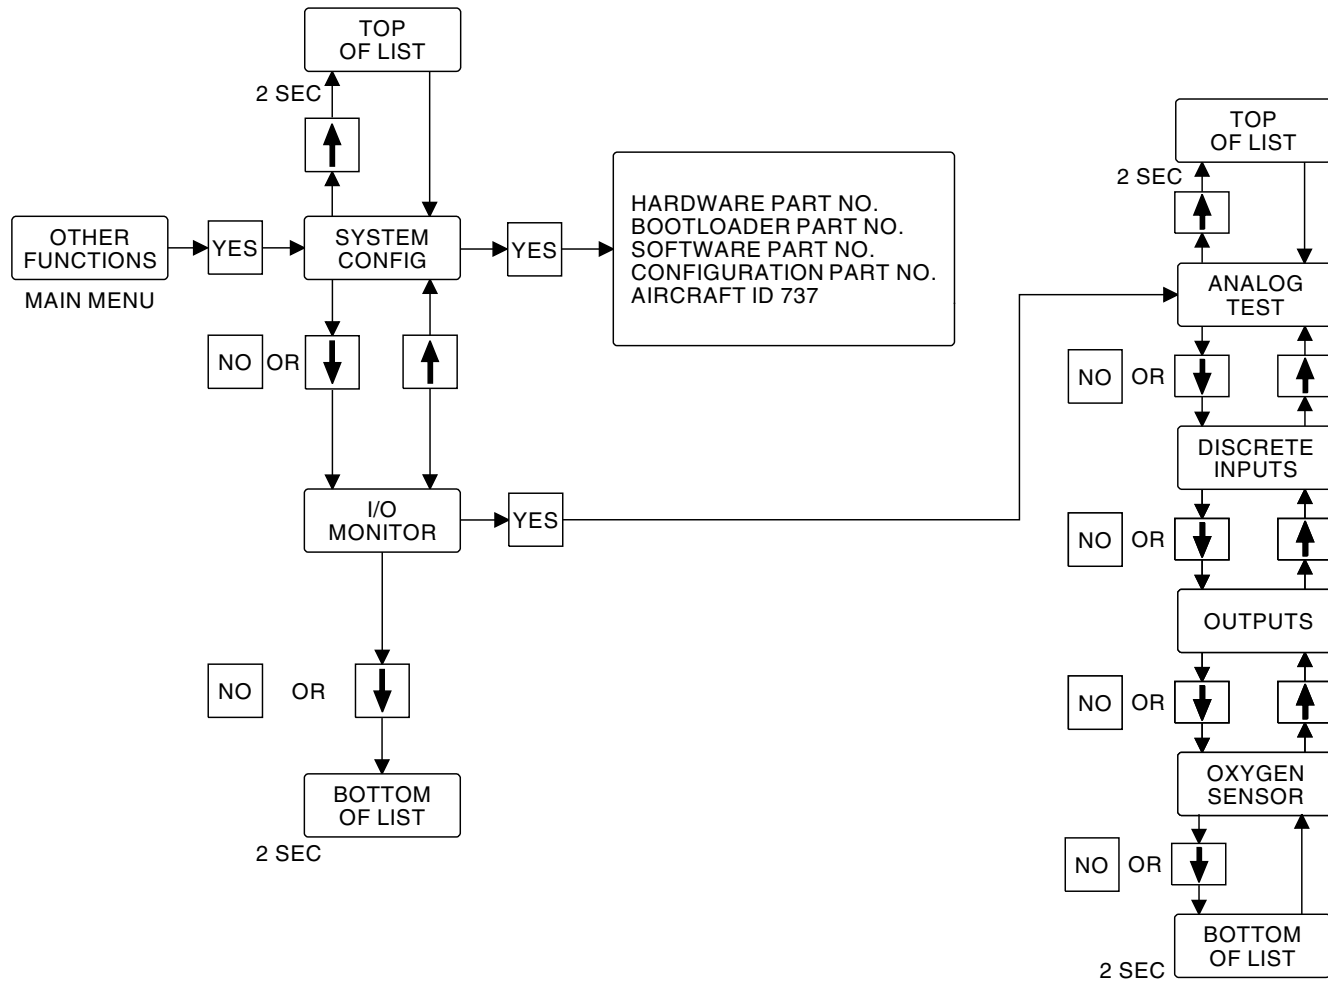 TOP
OF LIST
2 SEC
OTHER
FUNCTIONS
MAIN MENU
YES
SYSTEM
CONFIG
YES
HARDWARE PART NO.
BOOTLOADER PART NO.
SOFTWARE PART NO.
CONFIGURATION PART NO.
AIRCRAFT ID 737
NO OR
I/O
MONITOR
YES
NO OR
BOTTOM
OF LIST
2 SEC
TOP
OF LIST
2 SEC
ANALOG
TEST
NO OR
DISCRETE
INPUTS
NO OR
OUTPUTS
NO OR
OXYGEN
SENSOR
NO OR
BOTTOM
OF LIST
2 SEC